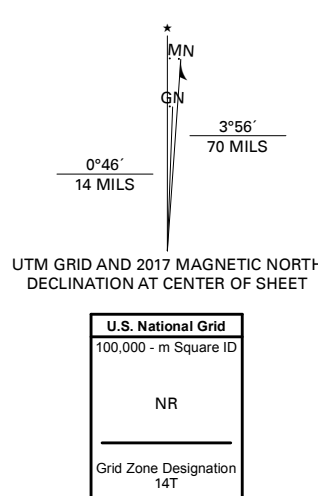 MN
GN
3°56´
70 MILS
0°46´
14 MILS
UTM GRID AND 2017 MAGNETIC NORTH
DECLINATION AT CENTER OF SHEET
U.S. National Grid
100,000 - m Square ID
NR
Grid Zone Designation
14T